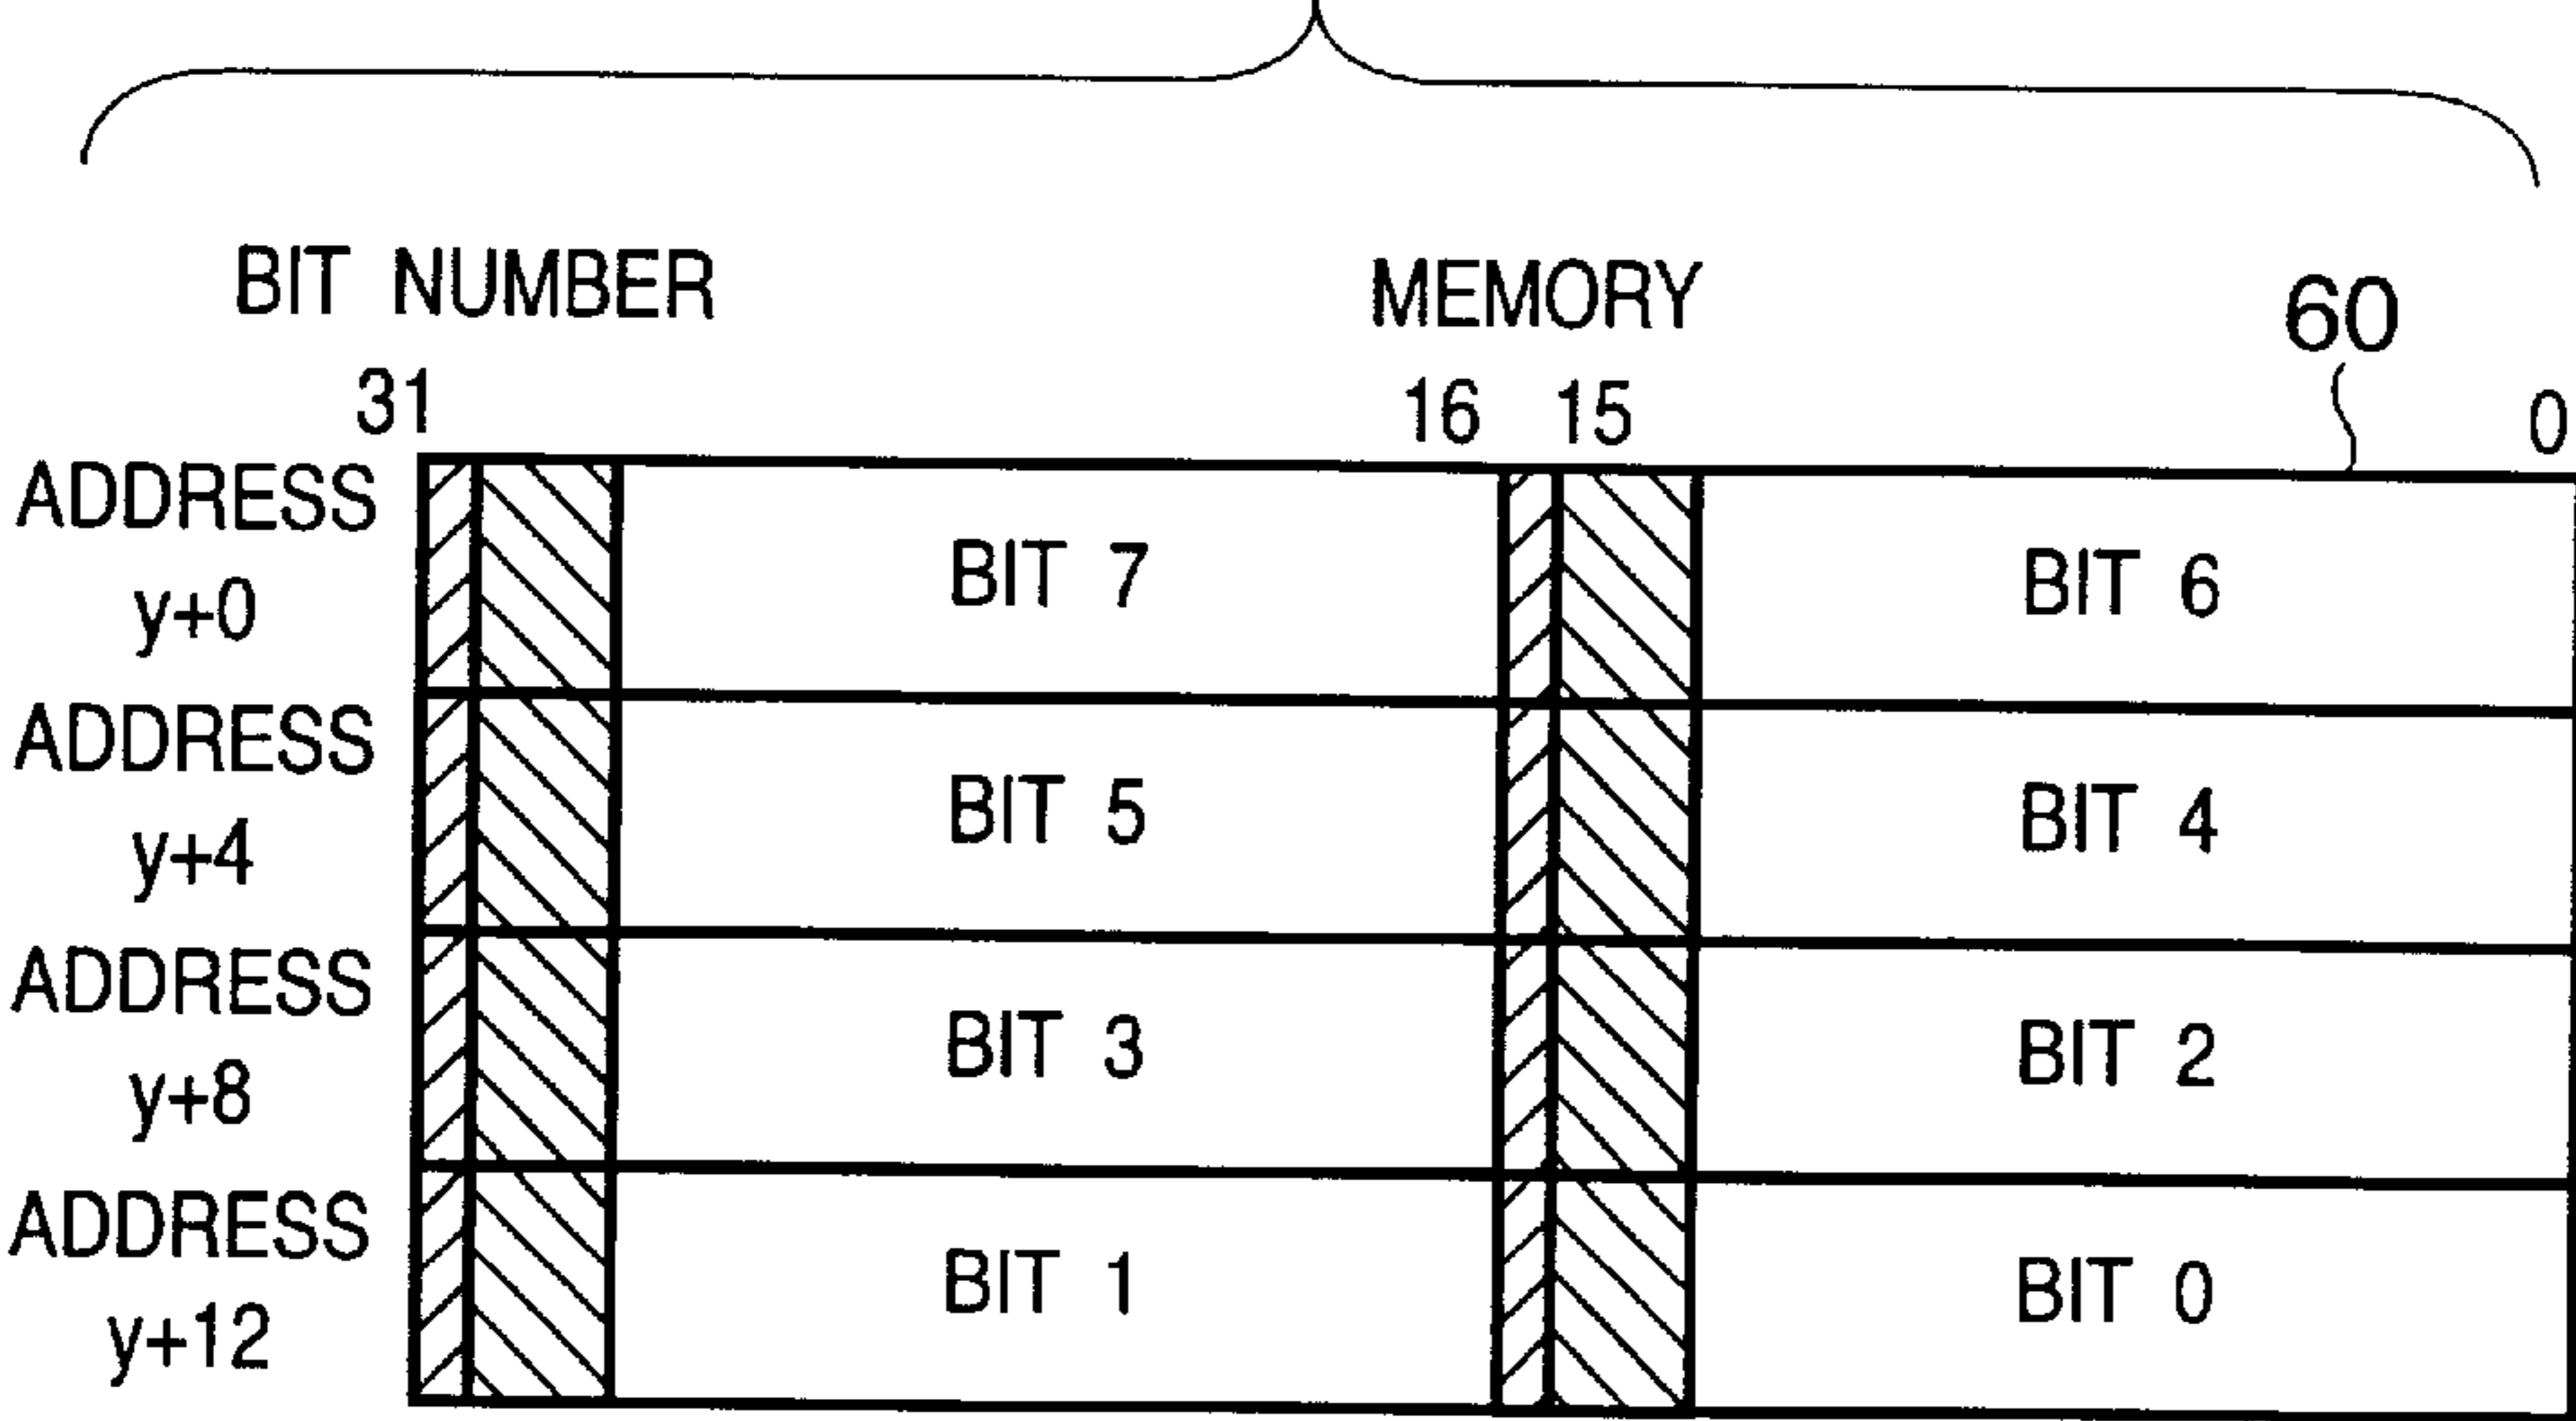 BIT NUMBER MEMORY
60
31 16 15 0
ADDRESS
y+0 BIT 7 BIT 6
ADDRESS
y+4 BIT 5 BIT 4
ADDRESS
y+8 BIT 3 BIT 2
ADDRESS
y+12 BIT 1 BIT 0